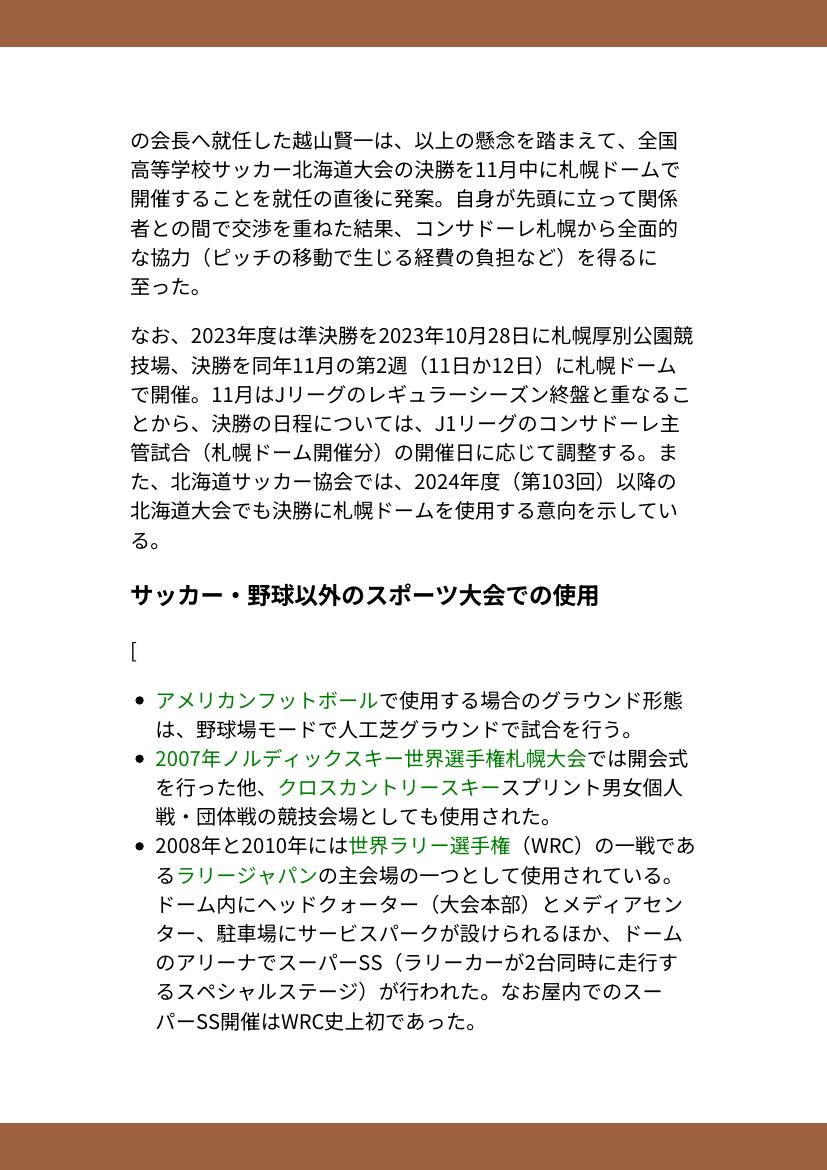 の会長へ就任した越山賢一は、以上の懸念を踏まえて、全国
高等学校サッカー北海道大会の決勝を11月中に札幌ドームで
開催することを就任の直後に発案。自身が先頭に立って関係
者との間で交渉を重ねた結果、コンサドーレ札幌から全面的
な協力（ピッチの移動で生じる経費の負担など）を得るに
至った。
なお、2023年度は準決勝を2023年10月28日に札幌厚別公園競
技場、決勝を同年11月の第2週（11日か12日）に札幌ドーム
で開催。11月はJリーグのレギュラーシーズン終盤と重なるこ
とから、決勝の日程については、J1リーグのコンサドーレ主
管試合（札幌ドーム開催分）の開催日に応じて調整する。ま
た、北海道サッカー協会では、2024年度（第103回）以降の
北海道大会でも決勝に札幌ドームを使用する意向を示してい
る。
サッカー・野球以外のスポーツ大会での使用
[
• アメリカンフットボールで使用する場合のグラウンド形態
は、野球場モードで人工芝グラウンドで試合を行う。
• 2007年ノルディックスキー世界選手権札幌大会では開会式
を行った他、クロスカントリースキースプリント男女個人
戦・団体戦の競技会場としても使用された。
• 2008年と2010年には世界ラリー選手権（WRC）の一戦であ
るラリージャパンの主会場の一つとして使用されている。
ドーム内にヘッドクォーター（大会本部）とメディアセン
ター、駐車場にサービスパークが設けられるほか、ドーム
のアリーナでスーパーSS（ラリーカーが2台同時に走行す
るスペシャルステージ）が行われた。なお屋内でのスー
パーSS開催はWRC史上初であった。